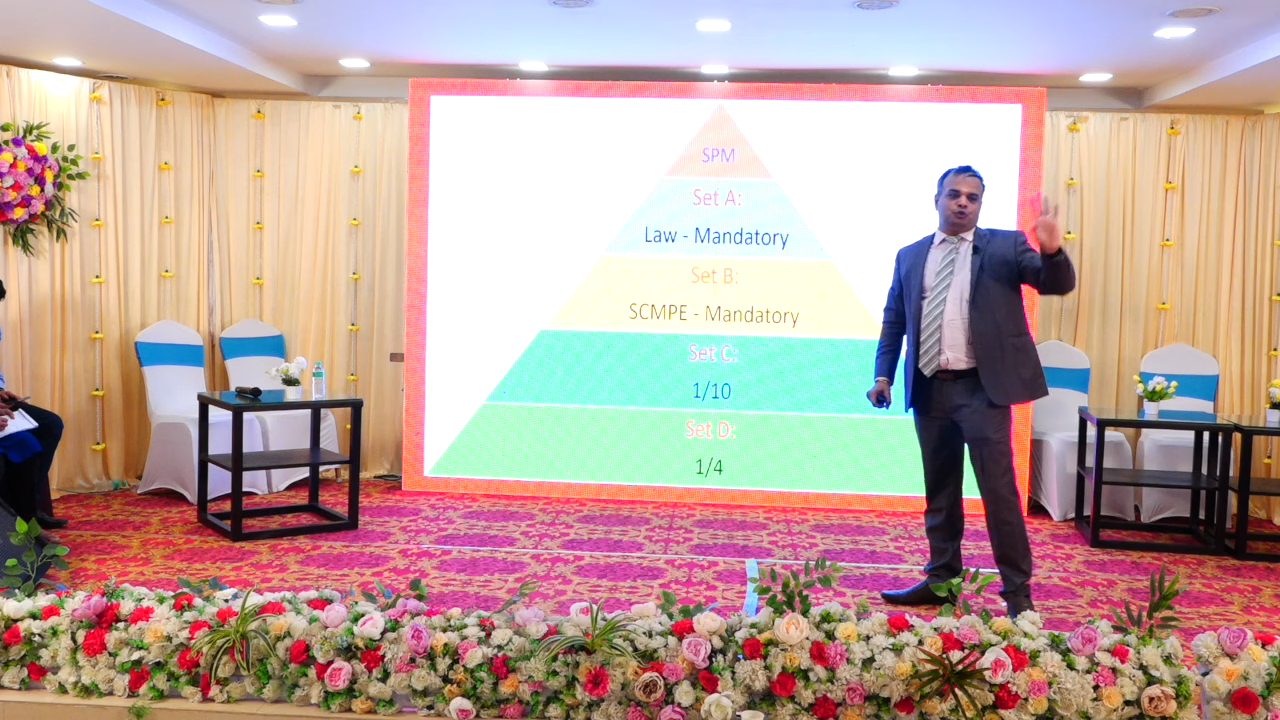 SPM
Set A:
Law - Mandatory
Set B:
SCMPE - Mandatory
Set C:
1/10
Set D:
1/4